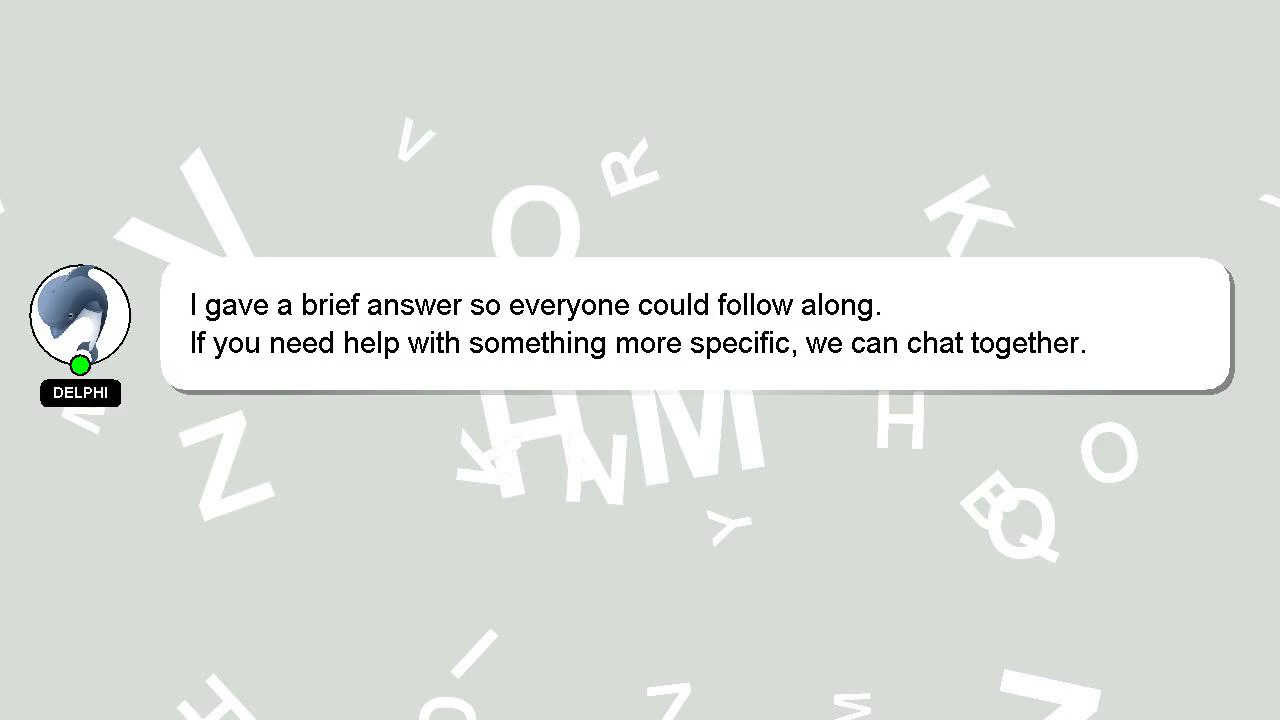 V
R
V
O
K
I gave a brief answer so everyone could follow along.
If you need help with something more specific, we can chat together.
DELPHI
N
Z
K
H
N
M
H
O
B
Q
Y
I
H
O
N
M